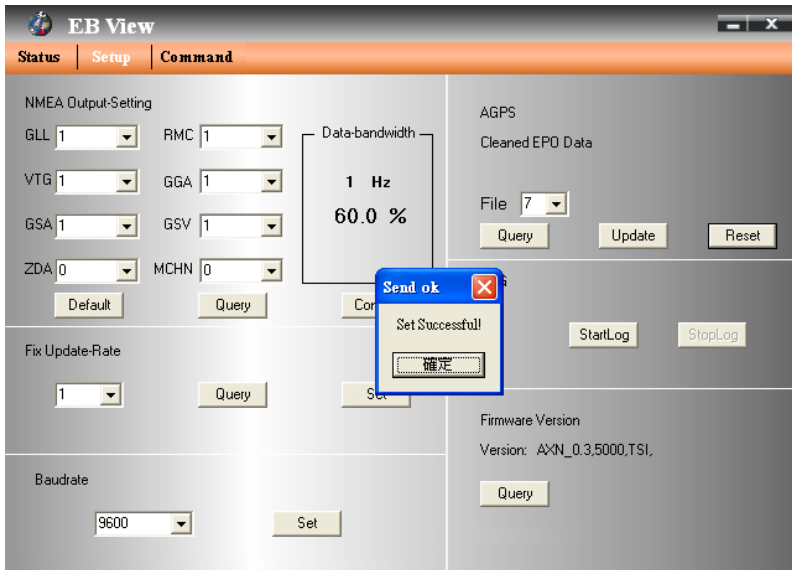 EB View
Status Setup Command
NMEA Output-Setting
GLL 1 RMC 1
VTG 1 GGA 1
GSA 1 GSV 1
ZDA 0 MCHN 0
Default Query
Data-bandwidth
1 Hz
60.0 %
Fix Update-Rate
1 Query Set
Baudrate
9600 Set
AGPS
Cleaned EPO Data
File 7
Query Update Reset
StartLog StopLog
Firmware Version
Version: AXN_0.3,5000,TSI,
Query
Send ok
Set Successful!
確定